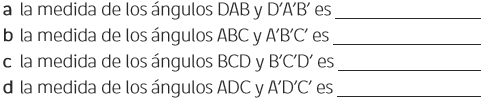 a la medida de los ángulos DAB y D'A'B' es
b la medida de los ángulos ABC y A'B'C' es
c la medida de los ángulos BCD y B'C'D' es
d la medida de los ángulos ADC y A'D'C' es